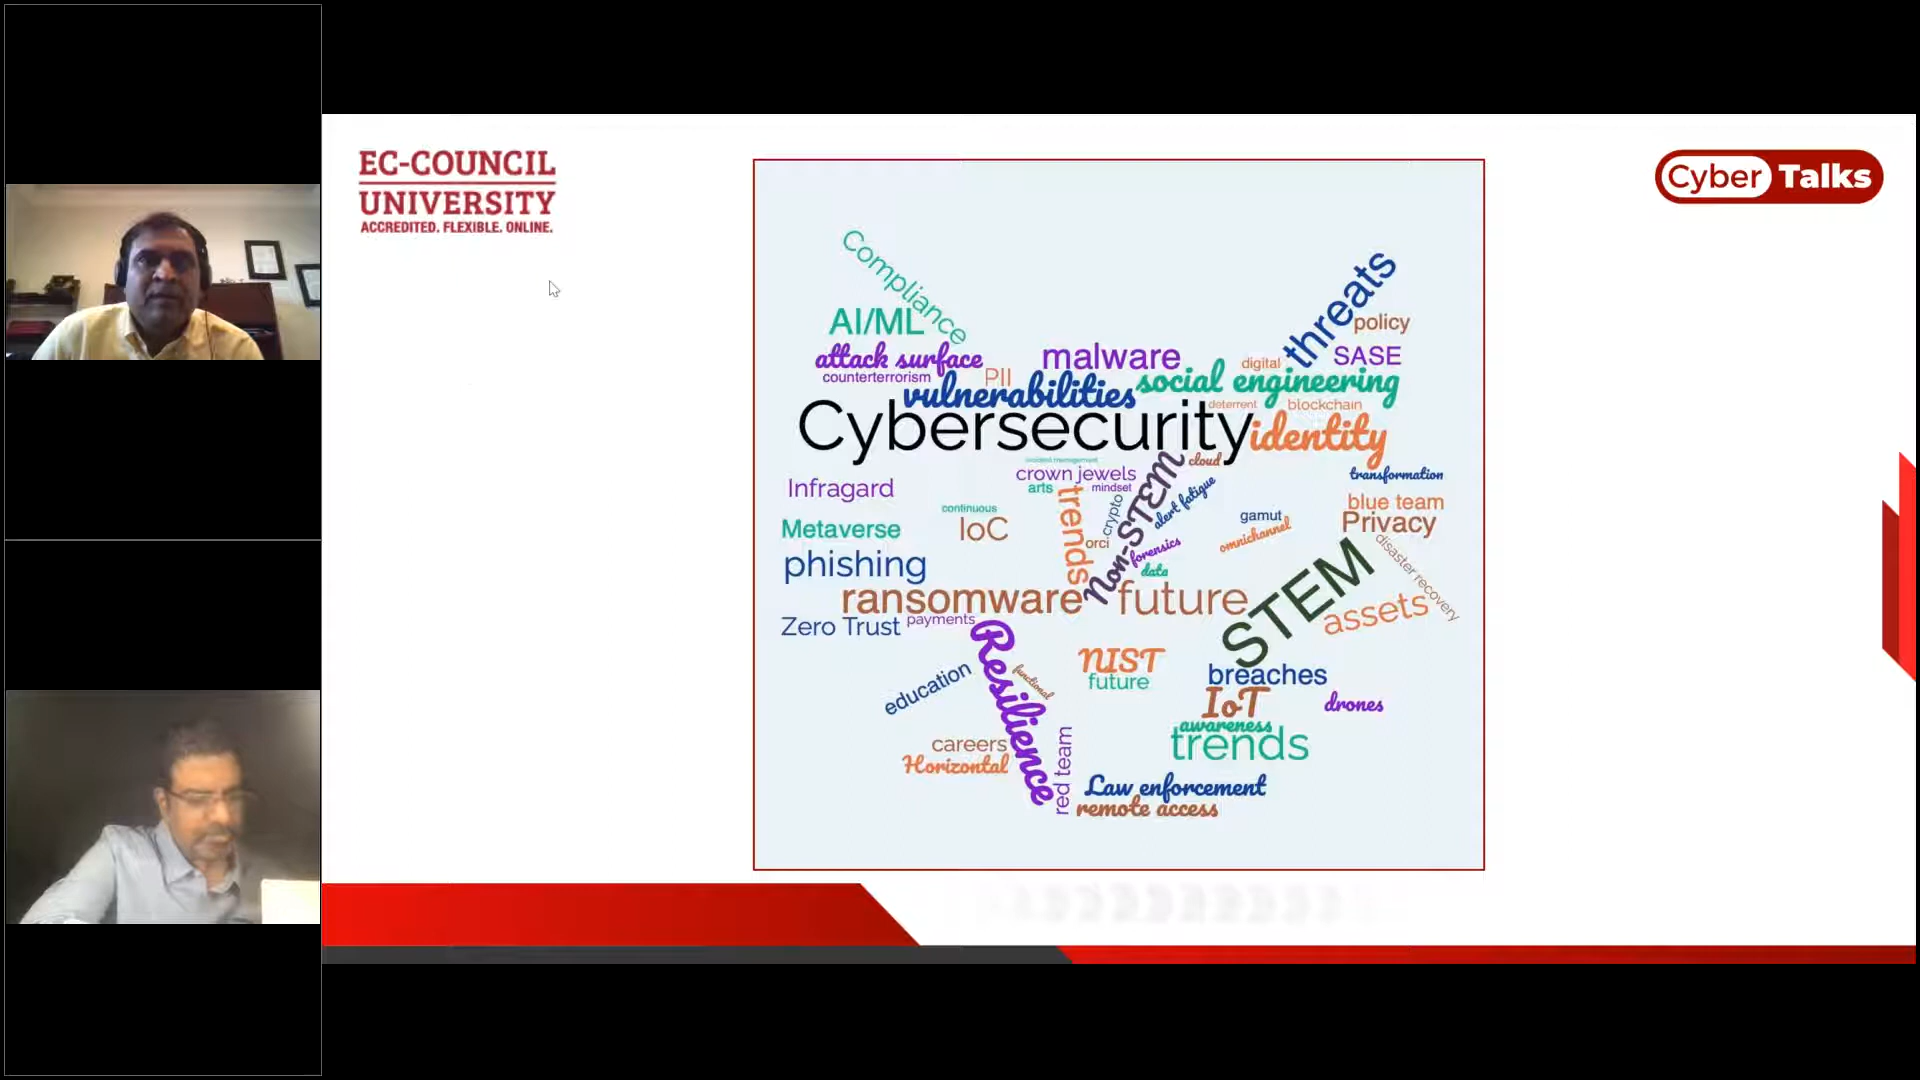 EC-COUNCIL
UNIVERSITY
ACCREDITED. FLEXIBLE. ONLINE.
Cyber Talks
Compliance
threats
AI/ML
policy
attack surface
malware
digital
SASE
counterterrorism
PII
vulnerabilities
social engineering
deterrent
blockchain
Cybersecurity
identity
incident management
cloud
crown jewels
transformation
Infragard
arts
mindset
trends
Non-STEM
alert fatigue
crypto
continuous
blue team
Metaverse
IoC
gamut
Privacy
omnichannel
orci
forensics
disaster recovery
phishing
data
STEM
ransomware
future
assets
Zero Trust
payments
Resilience
NIST
future
breaches
education
functional
IoT
drones
awareness
trends
careers
Horizontal
red team
Law enforcement
remote access